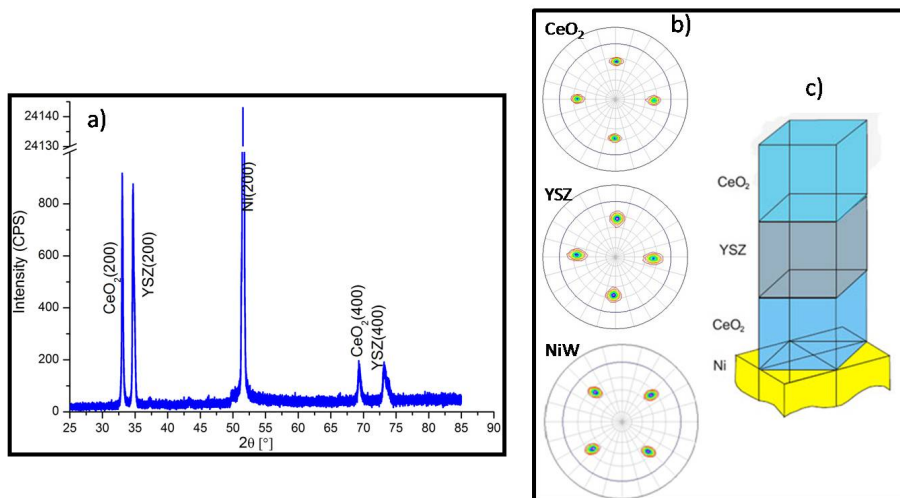 a)
24140
24130
800
600
400
200
0
Intensity (CPS)
CeO₂(200)
YSZ(200)
Ni(200)
CeO₂(400)
YSZ(400)
25 30 35 40 45 50 55 60 65 70 75 80 85 90
2θ [°]
b)
CeO₂
YSZ
NiW
c)
CeO₂
YSZ
CeO₂
Ni